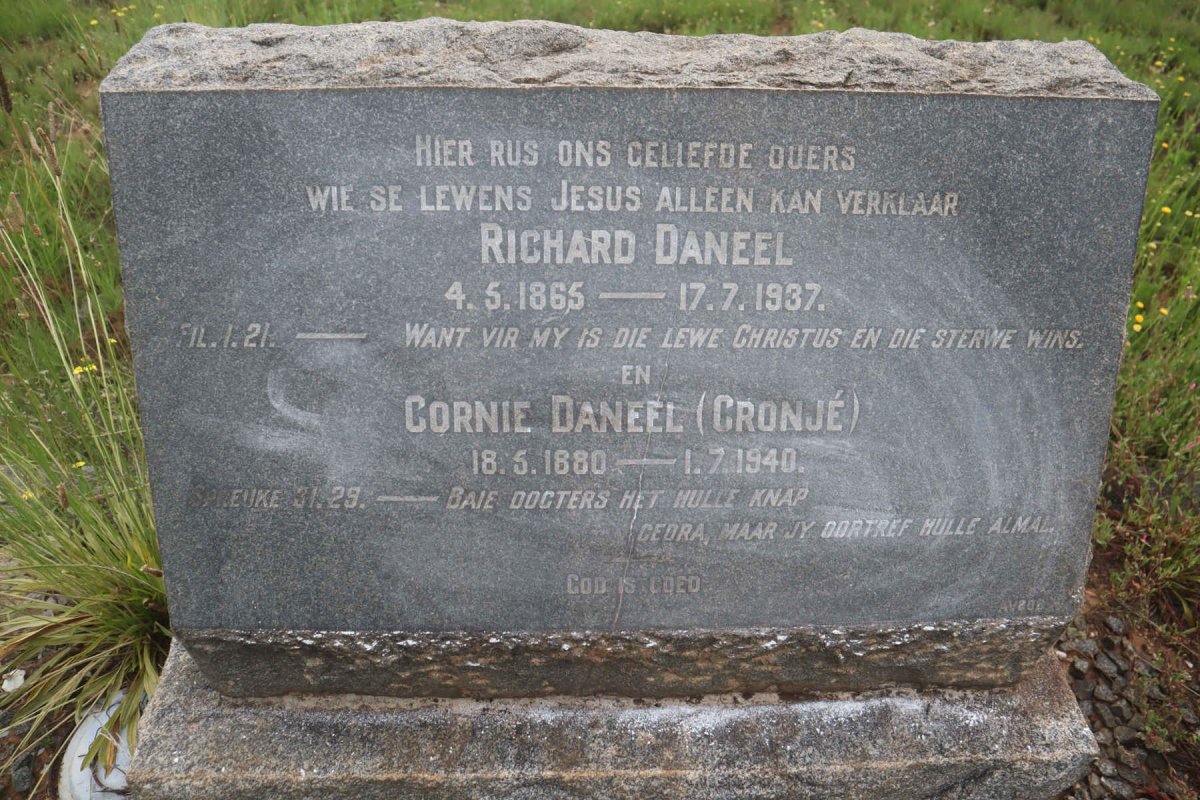 HIER RUS ONS GELIEFDE OUERS
WIE SE LEWENS JESUS ALLEEN KAN VERKLAAR
RICHARD DANEEL
4.5.1865 — 17.7.1937.
FIL.1.21. — WANT VIR MY IS DIE LEWE CHRISTUS EN DIE STERWE WINS.
EN
CORNIE DANEEL (CRONJÉ)
18.5.1880 — 1.7.1940.
SPREUKE 31.29. — BAIE DOGTERS HET HULLE KNAP
GEDRA, MAAR JY OORTREF HULLE ALMAL.
GOD IS GOED